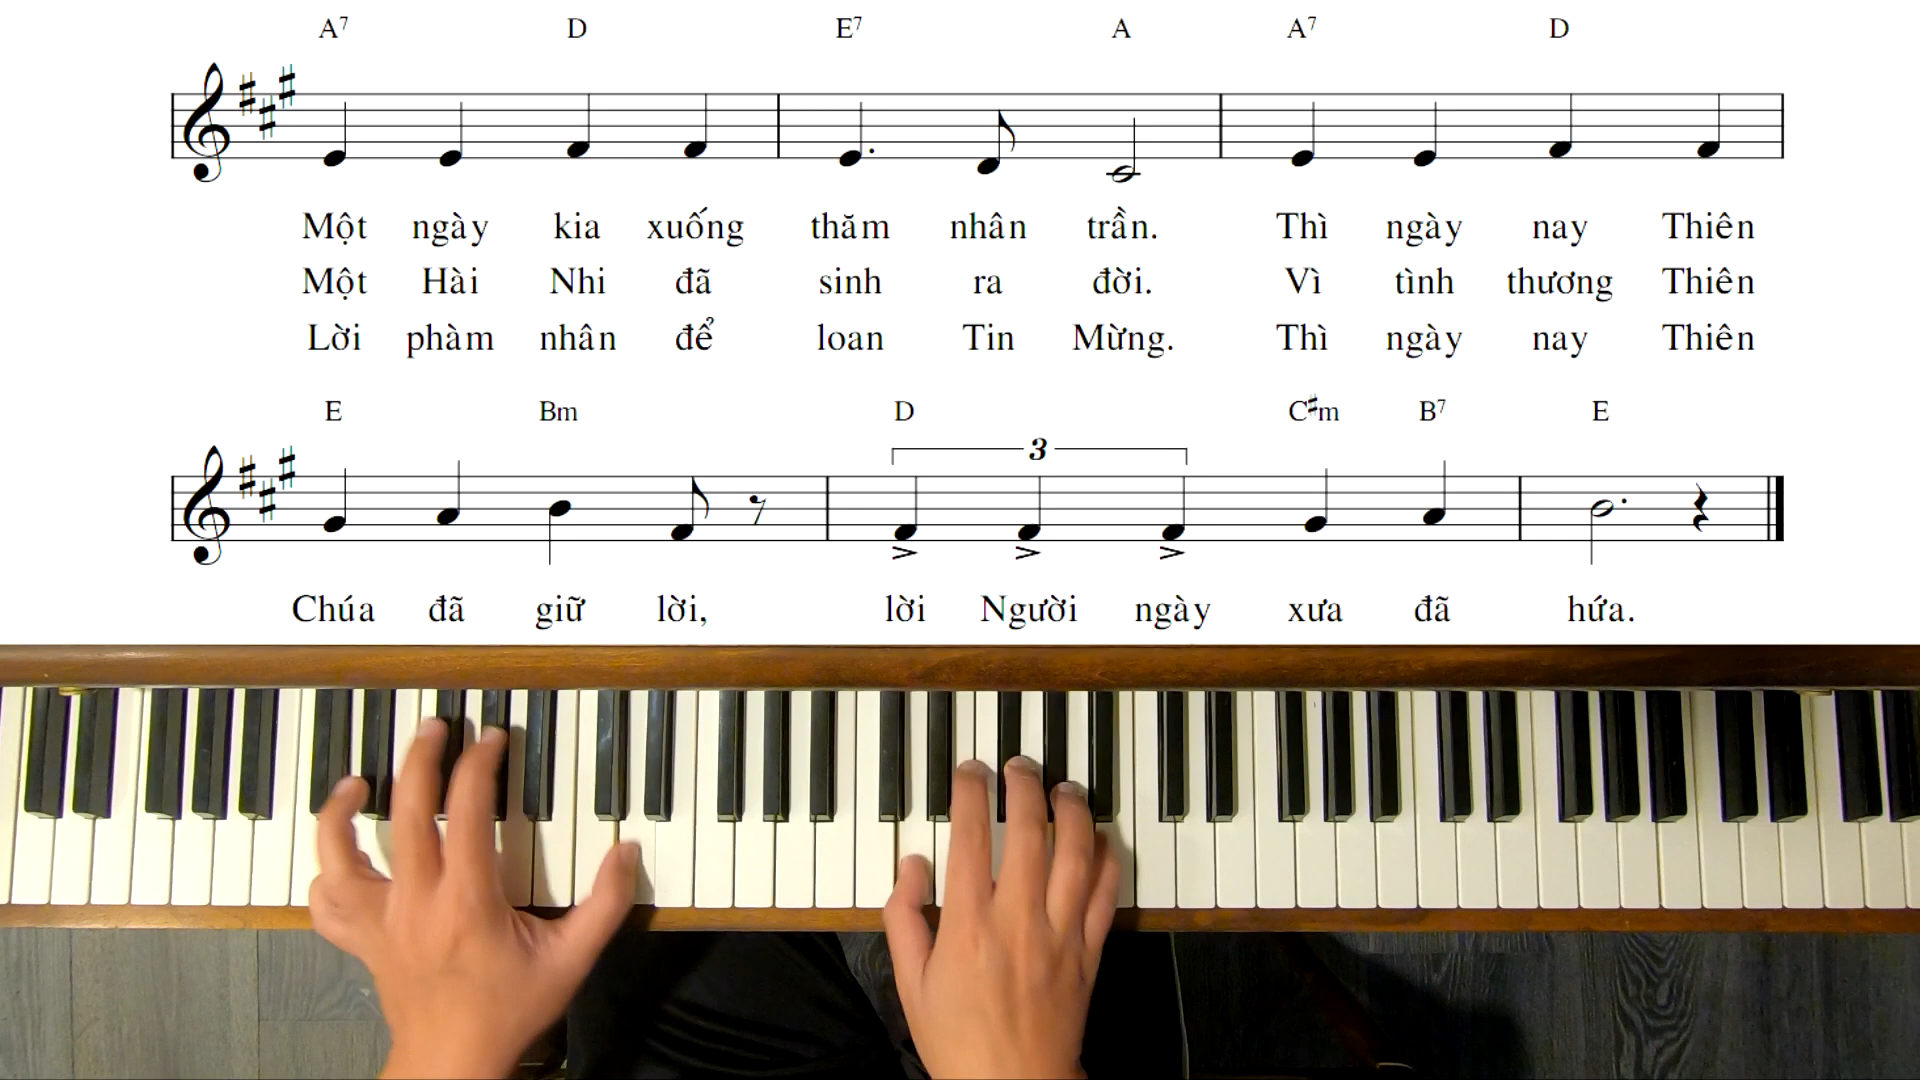 A7 D E7 A A7 D
Một ngày kia xuống thăm nhân trần. Thì ngày nay Thiên
Một Hài Nhi đã sinh ra đời. Vì tình thương Thiên
Lời phàm nhân để loan Tin Mừng. Thì ngày nay Thiên
E Bm D C♯m B7 E
3
Chúa đã giữ lời, lời Người ngày xưa đã hứa.